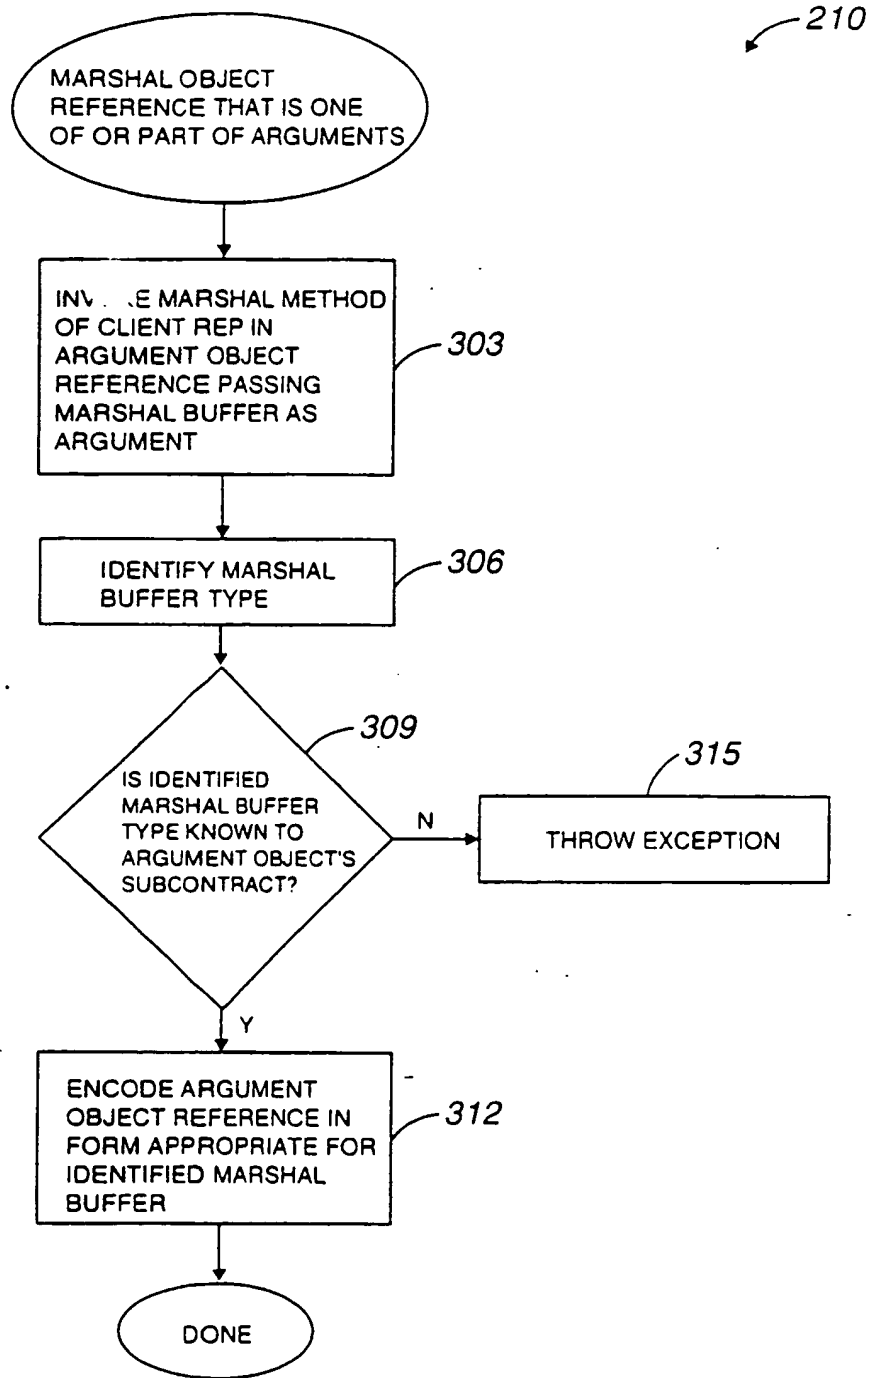 210
MARSHAL OBJECT
REFERENCE THAT IS ONE
OF OR PART OF ARGUMENTS
MARSHAL METHOD
OF CLIENT REP IN
ARGUMENT OBJECT
REFERENCE PASSING
MARSHAL BUFFER AS
ARGUMENT
303
IDENTIFY MARSHAL
BUFFER TYPE
306
309
IS IDENTIFIED
MARSHAL BUFFER
TYPE KNOWN TO
ARGUMENT OBJECT'S
SUBCONTRACT?
N
315
THROW EXCEPTION
Y
ENCODE ARGUMENT
OBJECT REFERENCE IN
FORM APPROPRIATE FOR
IDENTIFIED MARSHAL
BUFFER
312
DONE